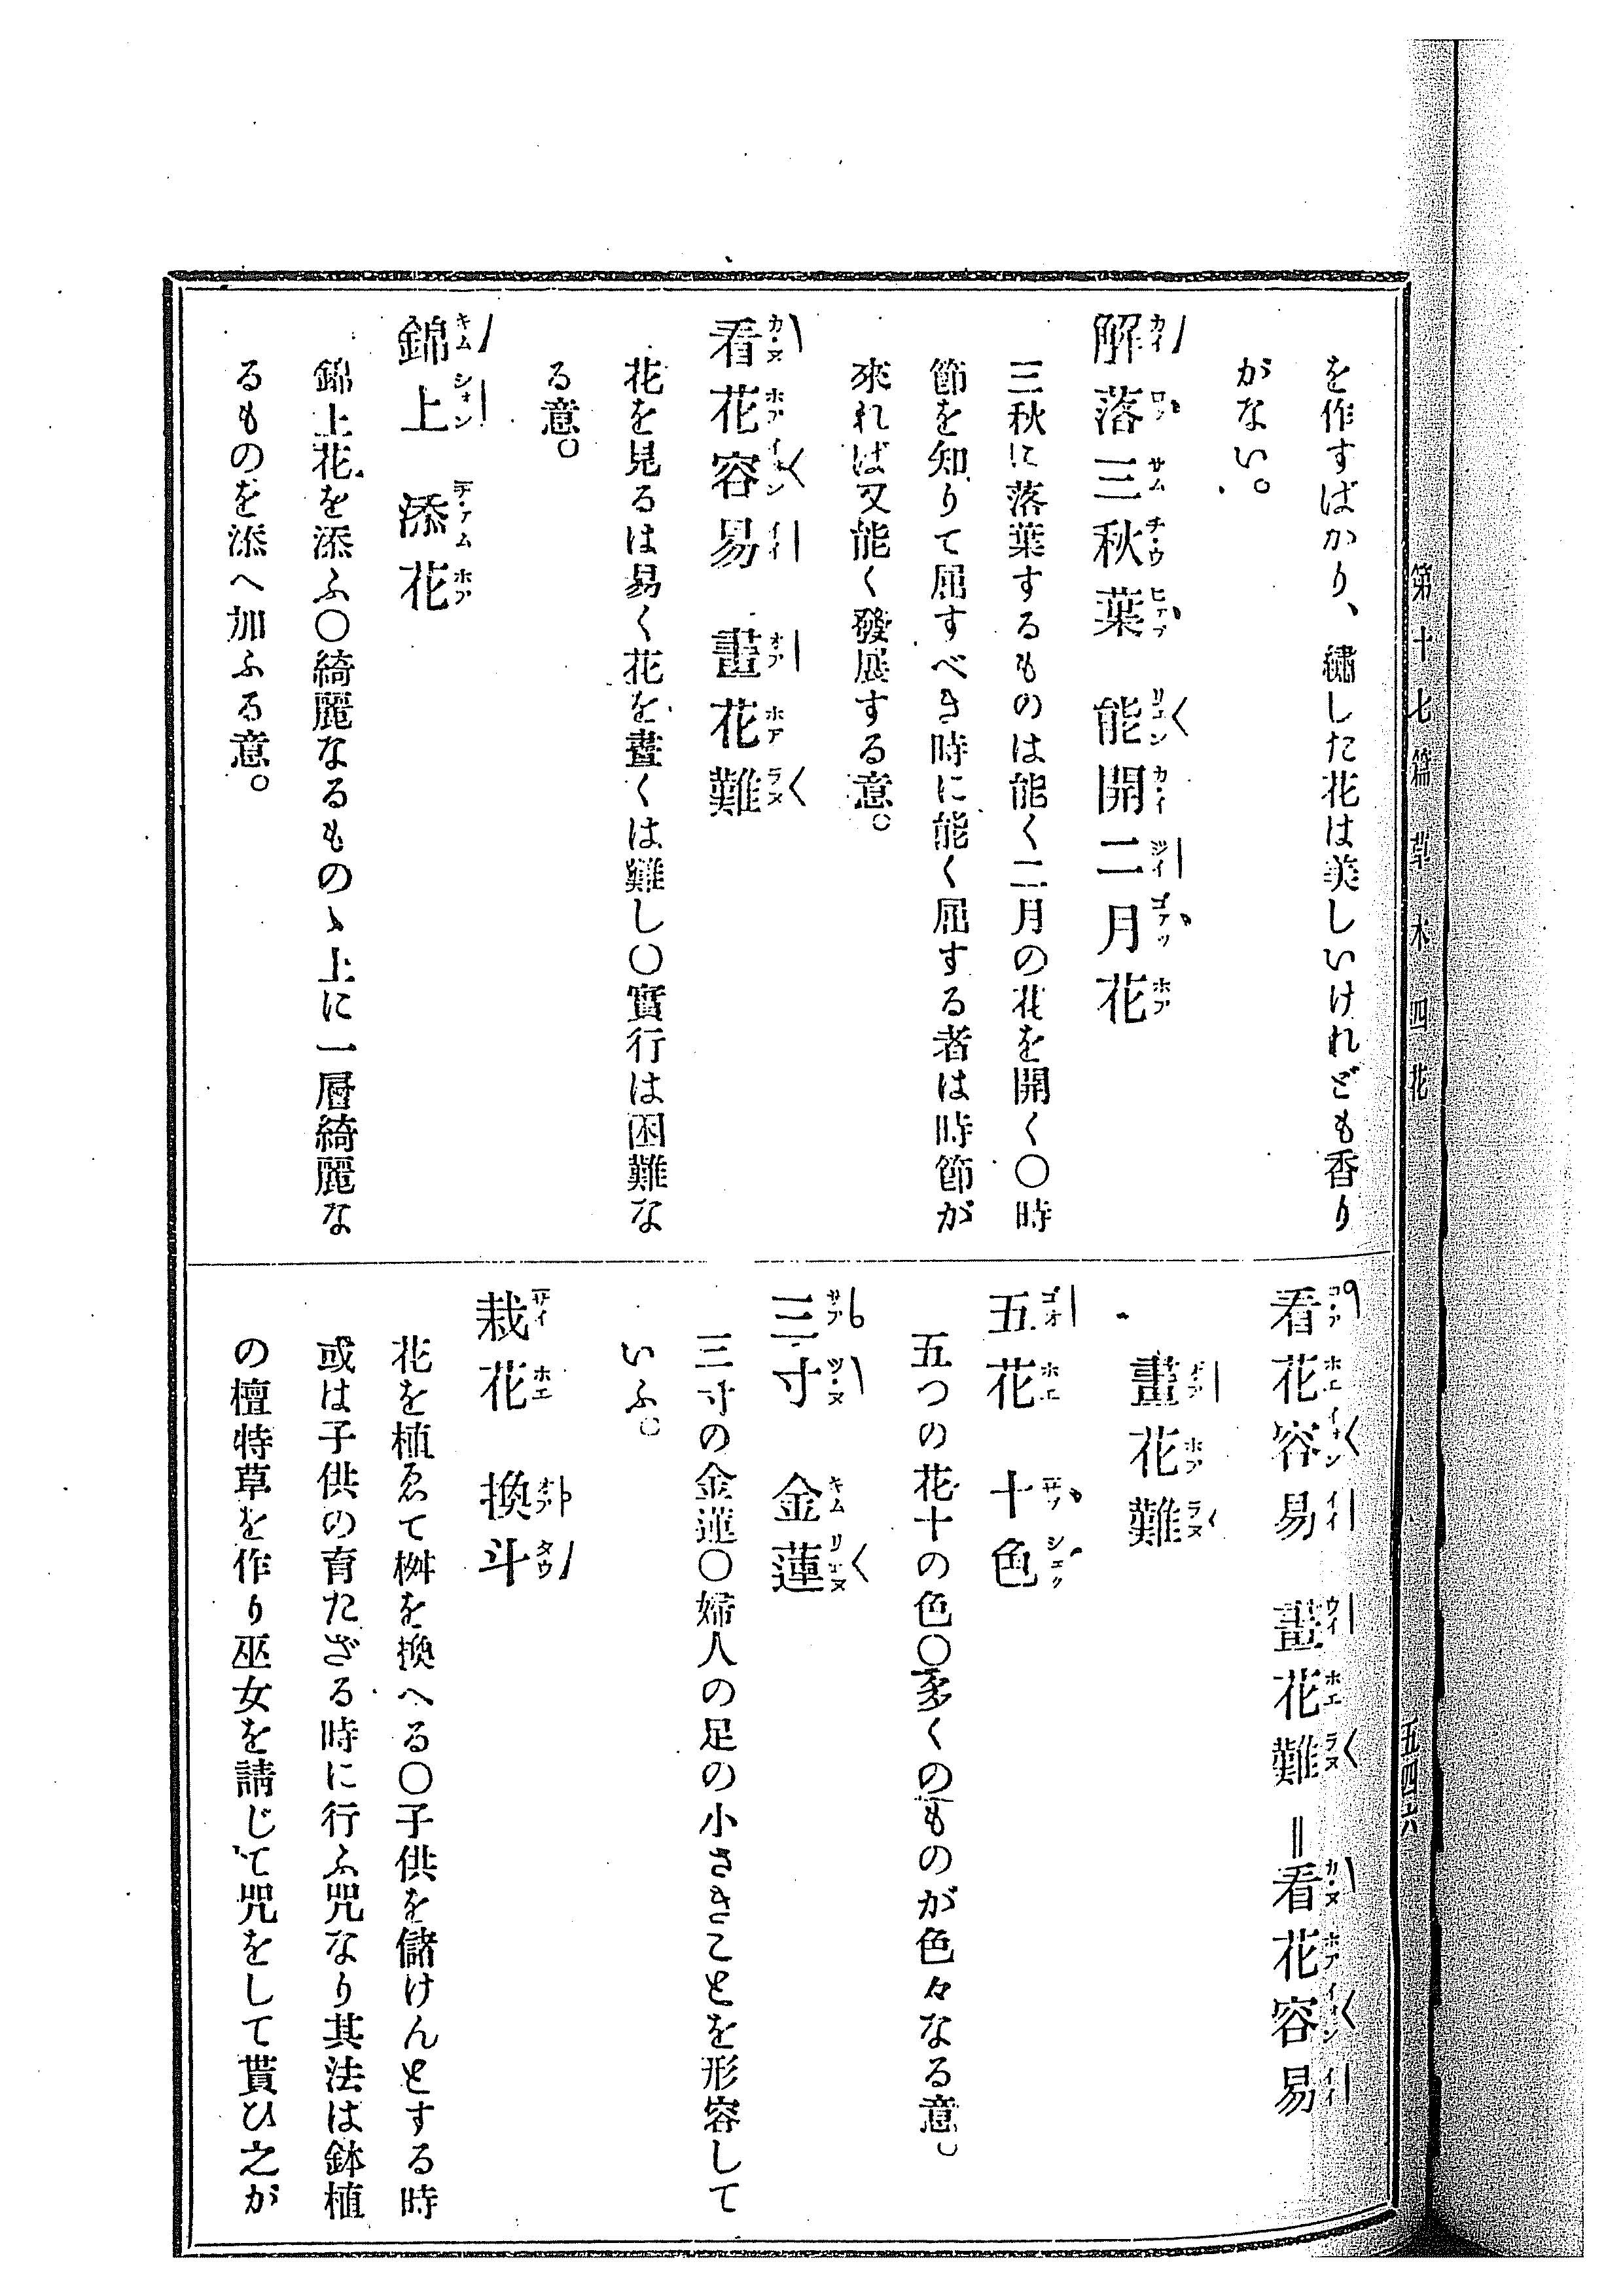 第十七篇 草木 四花
五四六
を作すばかり、繡した花は美しいけれども香り
がない。
解落三秋葉 能開二月花
三秋に落葉するものは能く二月の花を開く〇時
節を知りて屈すべき時に能く屈する者は時節が
來れば又能く發展する意。
看花容易 畫花難
花を見るは易く花を畫くは難し〇實行は困難な
る意。
錦上 添花
錦上花を添ふ〇綺麗なるものゝ上に一層綺麗な
るものを添へ加ふる意。
看花容易 畫花難=看花容易
畫花難
五花 十色
五つの花十の色〇多くのものが色々なる意。
三寸 金蓮
三寸の金蓮〇婦人の足の小さきことを形容して
いふ。
栽花 換斗
花を植ゑて桝を換へる〇子供を儲けんとする時
或は子供の育たざる時に行ふ咒なり其法は鉢植
の檀特草を作り巫女を請じて咒をして貰ひ之が